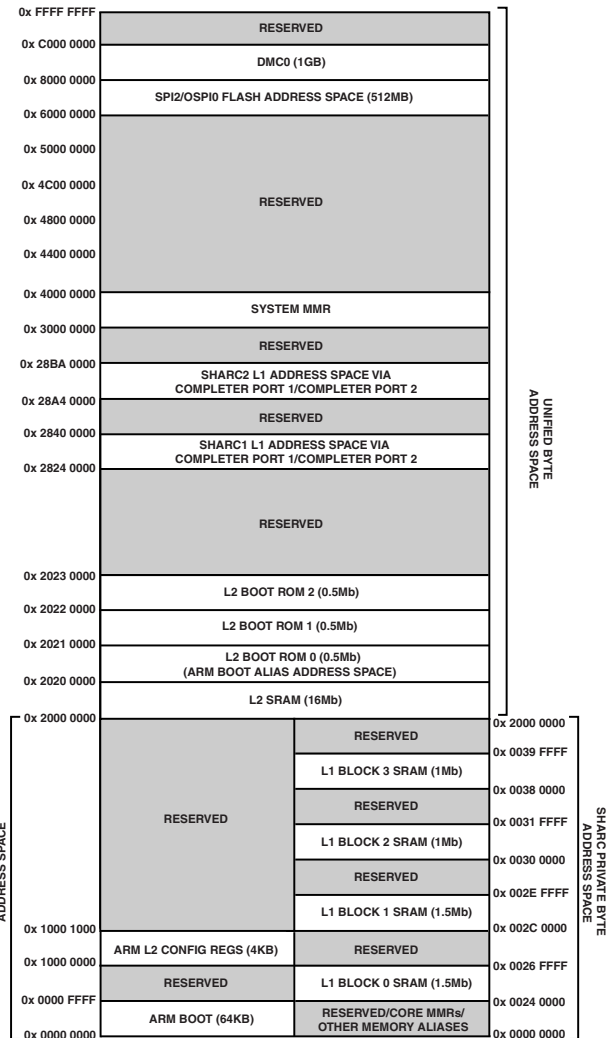 0x FFFF FFFF
RESERVED
0x C000 0000
DMC0 (1GB)
0x 8000 0000
SPI2/OSPI0 FLASH ADDRESS SPACE (512MB)
0x 6000 0000
0x 5000 0000
0x 4C00 0000
RESERVED
0x 4800 0000
0x 4400 0000
0x 4000 0000
SYSTEM MMR
0x 3000 0000
RESERVED
0x 28BA 0000
SHARC2 L1 ADDRESS SPACE VIA
COMPLETER PORT 1/COMPLETER PORT 2
0x 28A4 0000
RESERVED
0x 2840 0000
SHARC1 L1 ADDRESS SPACE VIA
COMPLETER PORT 1/COMPLETER PORT 2
0x 2824 0000
RESERVED
0x 2023 0000
L2 BOOT ROM 2 (0.5Mb)
0x 2022 0000
L2 BOOT ROM 1 (0.5Mb)
0x 2021 0000
L2 BOOT ROM 0 (0.5Mb)
(ARM BOOT ALIAS ADDRESS SPACE)
0x 2020 0000
L2 SRAM (16Mb)
0x 2000 0000
UNIFIED BYTE
ADDRESS SPACE
ADDRESS SPACE
RESERVED
0x 1000 1000
ARM L2 CONFIG REGS (4KB)
0x 1000 0000
RESERVED
0x 0000 FFFF
ARM BOOT (64KB)
0x 0000 0000
0x 2000 0000
RESERVED
0x 0039 FFFF
L1 BLOCK 3 SRAM (1Mb)
0x 0038 0000
RESERVED
0x 0031 FFFF
L1 BLOCK 2 SRAM (1Mb)
0x 0030 0000
RESERVED
0x 002E FFFF
L1 BLOCK 1 SRAM (1.5Mb)
0x 002C 0000
RESERVED
0x 0026 FFFF
L1 BLOCK 0 SRAM (1.5Mb)
0x 0024 0000
RESERVED/CORE MMRs/
OTHER MEMORY ALIASES
0x 0000 0000
SHARC PRIVATE BYTE
ADDRESS SPACE